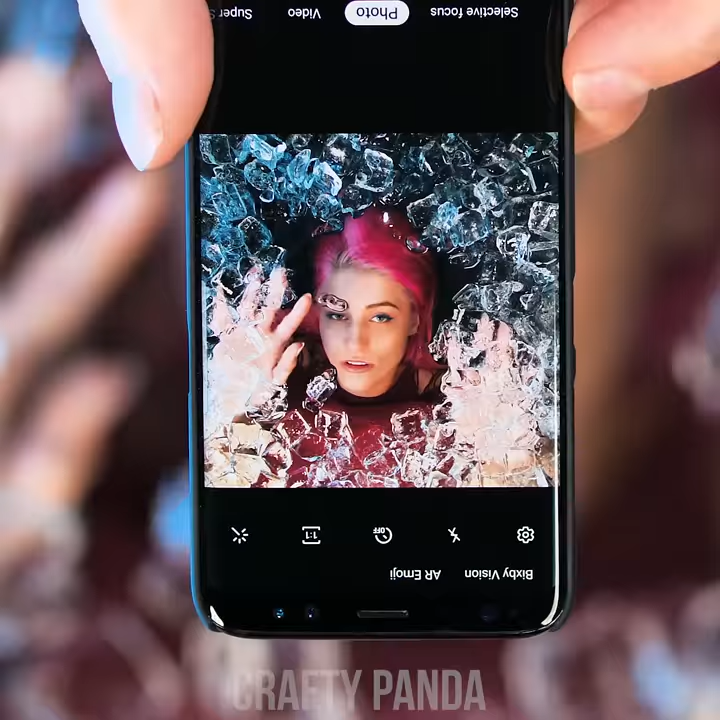 Super S
Video
Photo
Selective focus
1:1
OFF
AR Emoji
Bixby Vision
CRAFTY PANDA